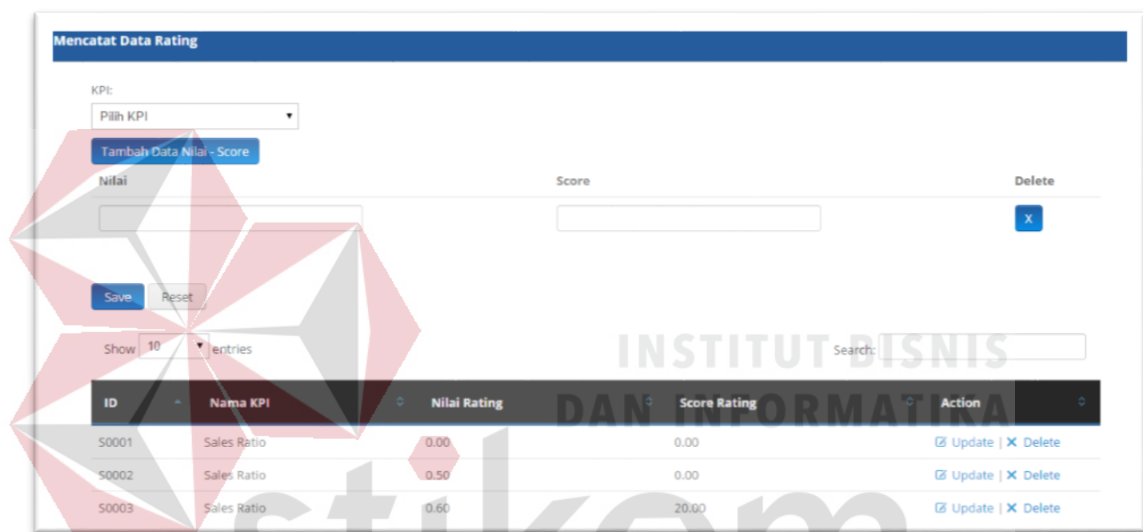 Mencatat Data Rating
KPI:
Pilih KPI
Tambah Data Nilai - Score
Nilai Score Delete
X
Save Reset
Show 10 entries Search:
INSTITUT BISNIS
DAN INFORMATIKA
ID Nama KPI Nilai Rating Score Rating Action
S0001 Sales Ratio 0.00 0.00 Update | X Delete
S0002 Sales Ratio 0.50 0.00 Update | X Delete
S0003 Sales Ratio 0.60 20.00 Update | X Delete
stikom